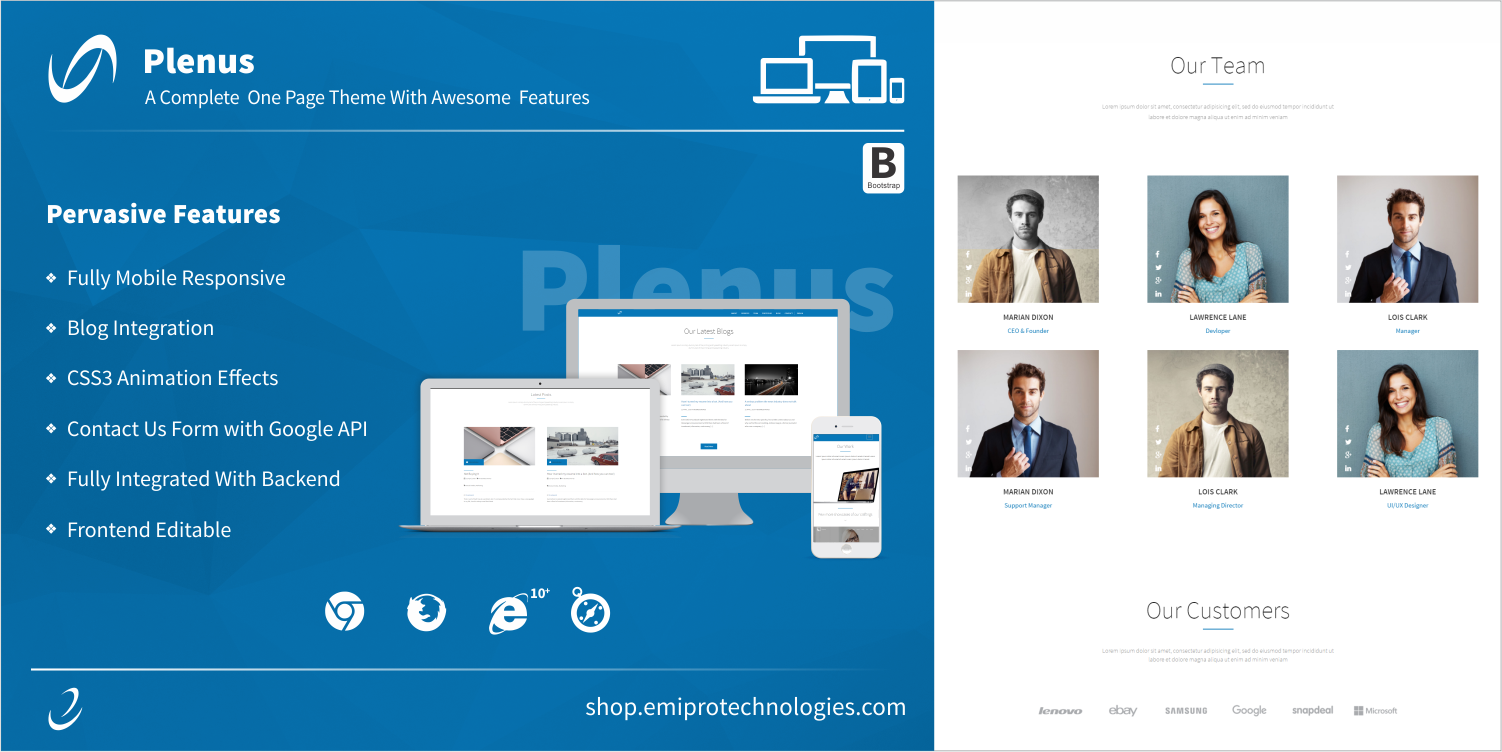 Plenus
A Complete One Page Theme With Awesome Features
B
Bootstrap
Pervasive Features
Fully Mobile Responsive
Blog Integration
CSS3 Animation Effects
Contact Us Form with Google API
Fully Integrated With Backend
Frontend Editable
Plenus
Our Latest Blogs
Latest Posts
Our Work
10+
shop.emiprotechnologies.com
Our Team
Lorem ipsum dolor sit amet, consectetur adipisicing elit, sed do eiusmod tempor incididunt ut
labore et dolore magna aliqua ut enim ad minim veniam
MARIAN DIXON
CEO & Founder
LAWRENCE LANE
Devloper
LOIS CLARK
Manager
MARIAN DIXON
Support Manager
LOIS CLARK
Managing Director
LAWRENCE LANE
UI/UX Designer
Our Customers
Lorem ipsum dolor sit amet, consectetur adipisicing elit, sed do eiusmod tempor incididunt ut
labore et dolore magna aliqua ut enim ad minim veniam
lenovo ebay SAMSUNG Google snapdeal Microsoft